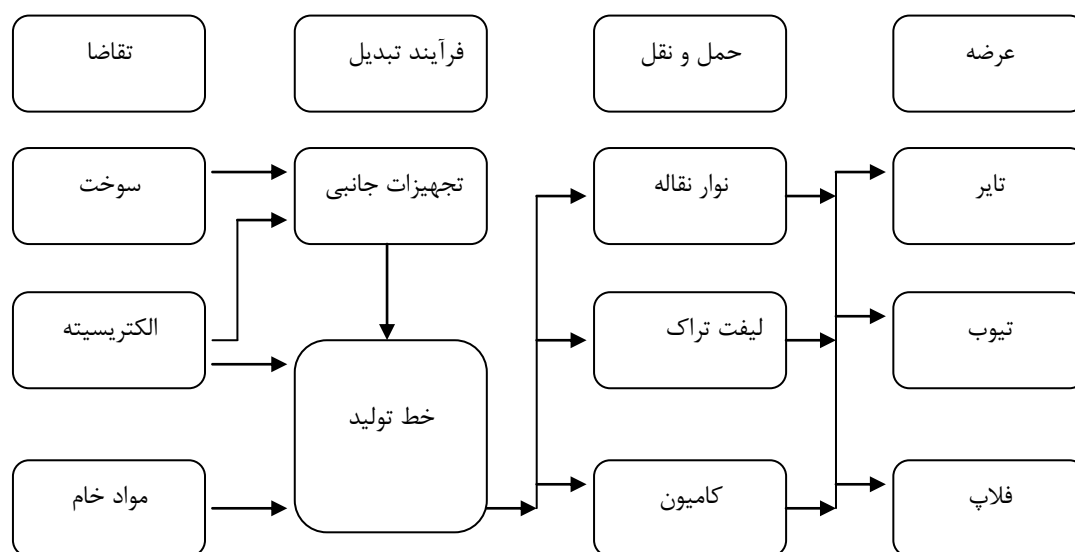 عرضه
حمل و نقل
فرآیند تبدیل
تقاضا
تایر
نوار نقاله
تجهیزات جانبی
سوخت
تیوب
لیفت تراک
الکتریسیته
خط تولید
فلاپ
کامیون
مواد خام